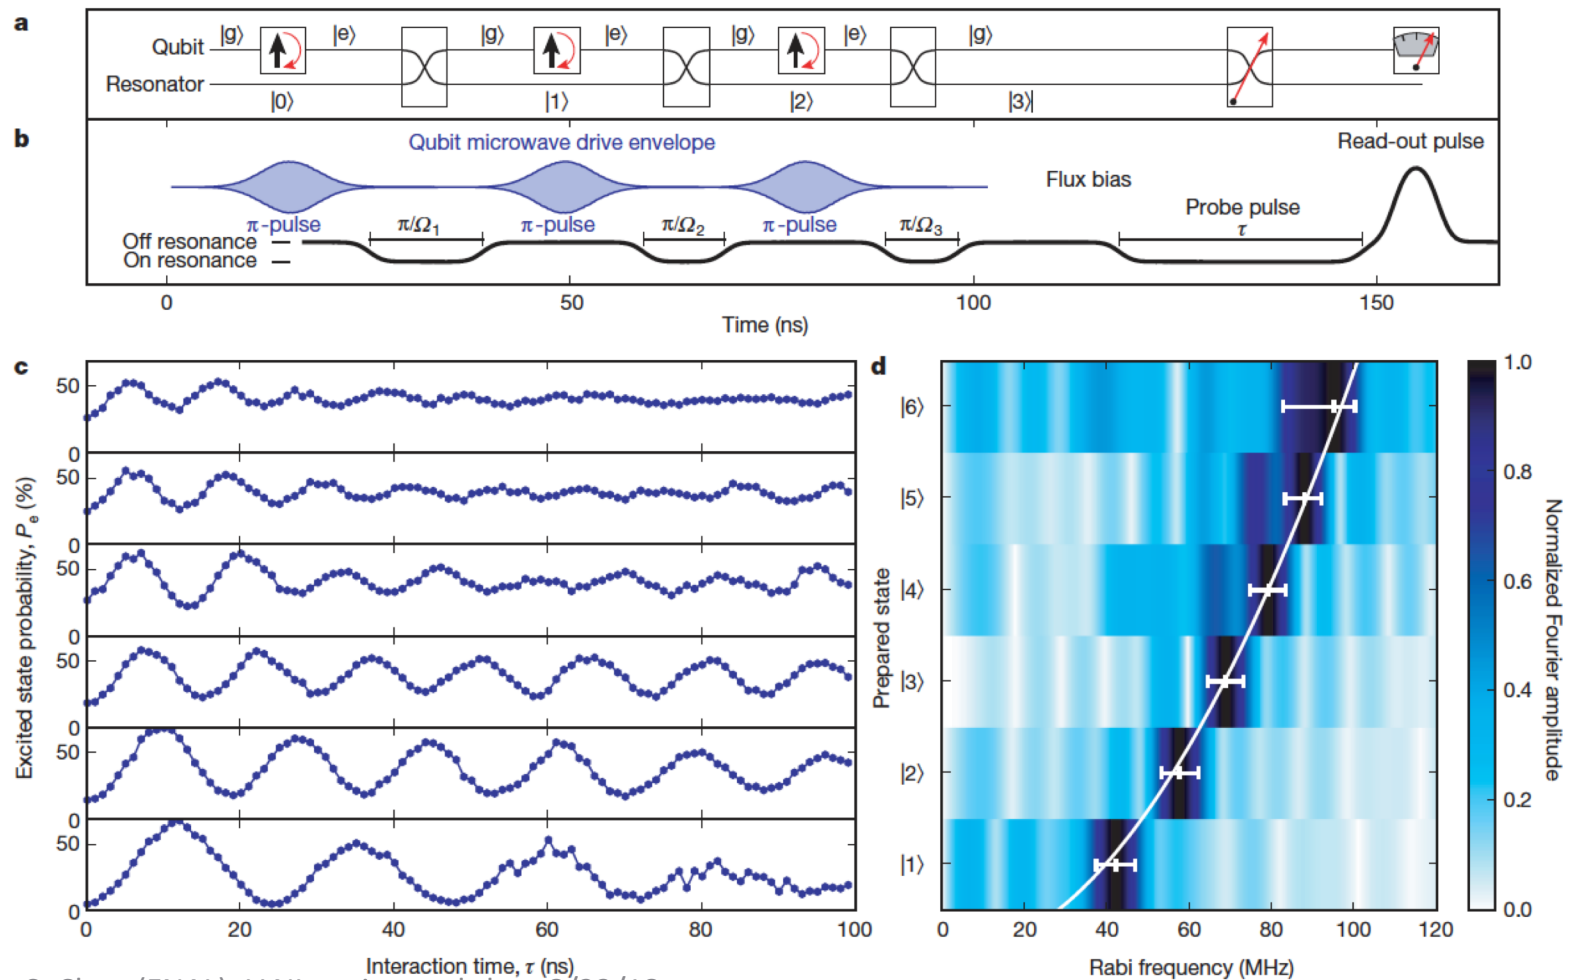 a
Qubit
Resonator
|g⟩ |e⟩ |g⟩ |e⟩ |g⟩ |e⟩ |g⟩
|0⟩ |1⟩ |2⟩ |3⟩
b
Qubit microwave drive envelope
Read-out pulse
Flux bias
Probe pulse
π-pulse π/Ω1 π-pulse π/Ω2 π-pulse π/Ω3 τ
Off resonance
On resonance
0 50 100 150
Time (ns)
c
Excited state probability, Pe (%)
50
0
50
0
50
0
50
0
50
0
50
0
0 20 40 60 80 100
Interaction time, τ (ns)
d
Prepared state
|6⟩
|5⟩
|4⟩
|3⟩
|2⟩
|1⟩
0 20 40 60 80 100 120
Rabi frequency (MHz)
1.0
0.8
0.6
0.4
0.2
0.0
Normalized Fourier amplitude